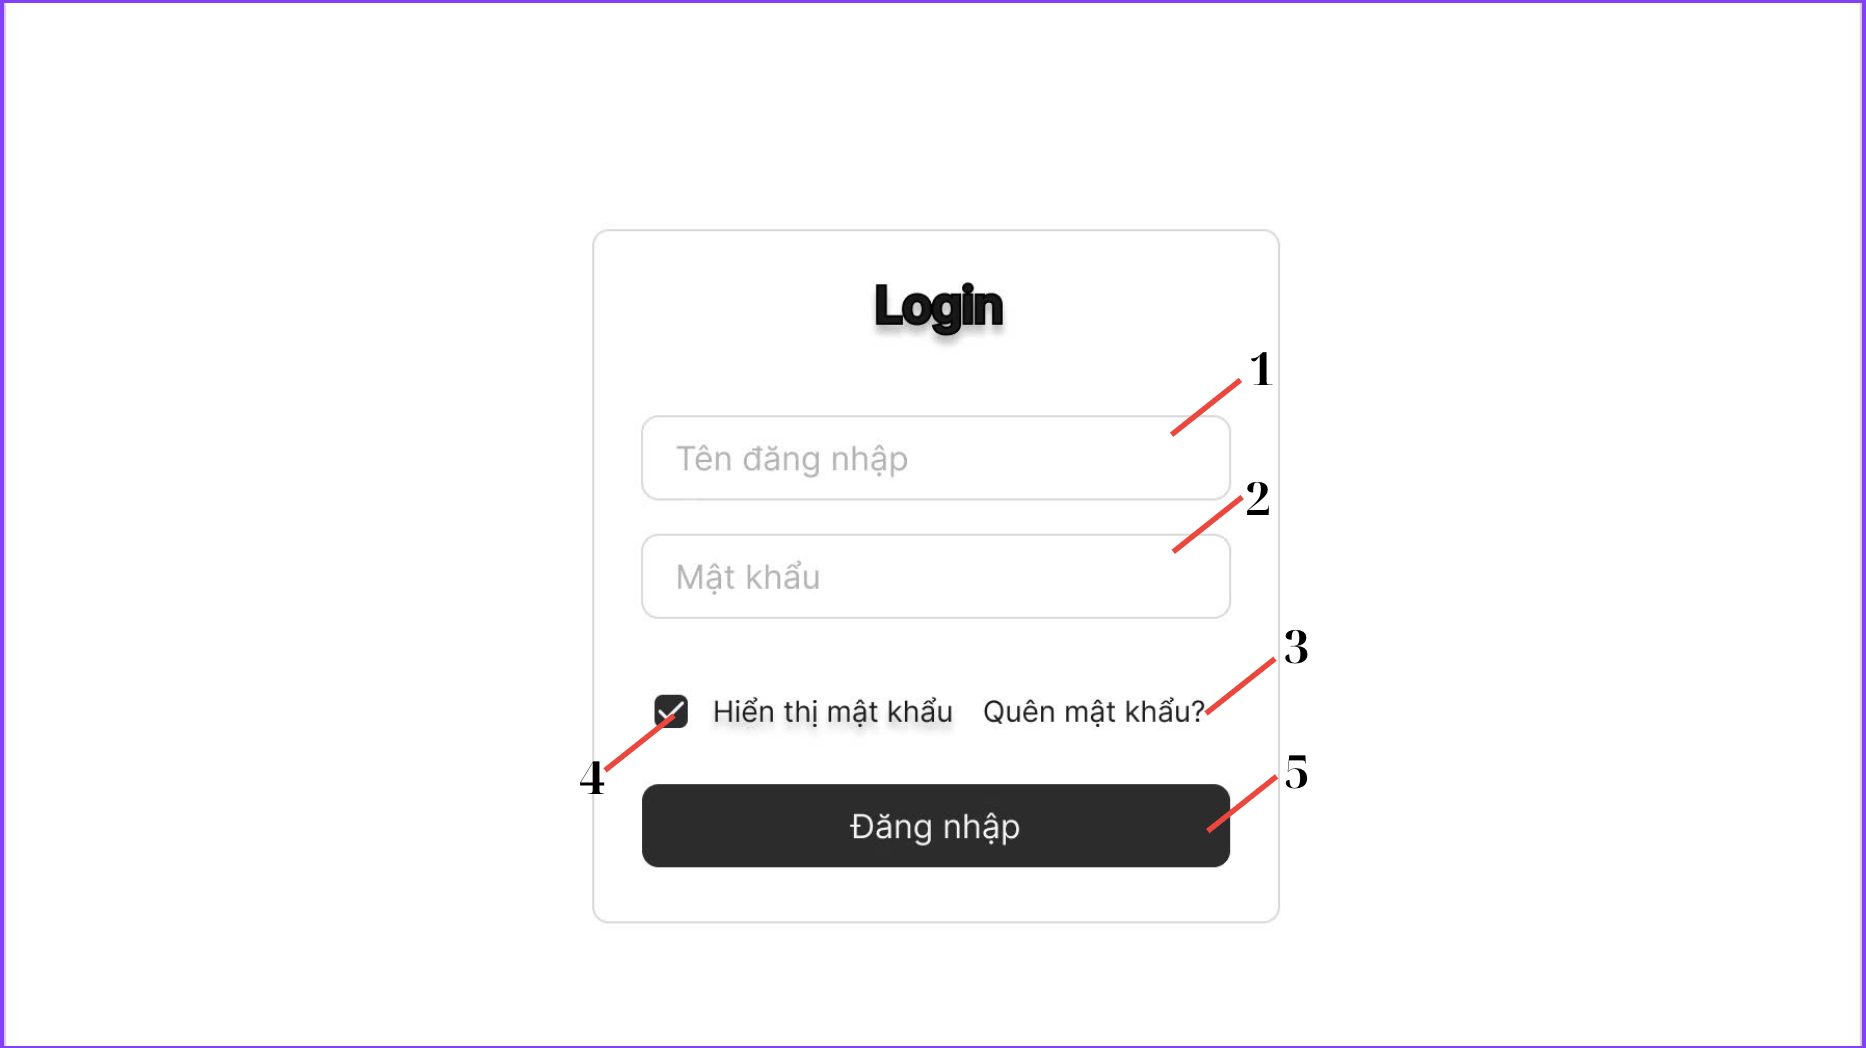 Login
1
Tên đăng nhập
2
Mật khẩu
3
Hiển thị mật khẩu Quên mật khẩu?
4
5
Đăng nhập